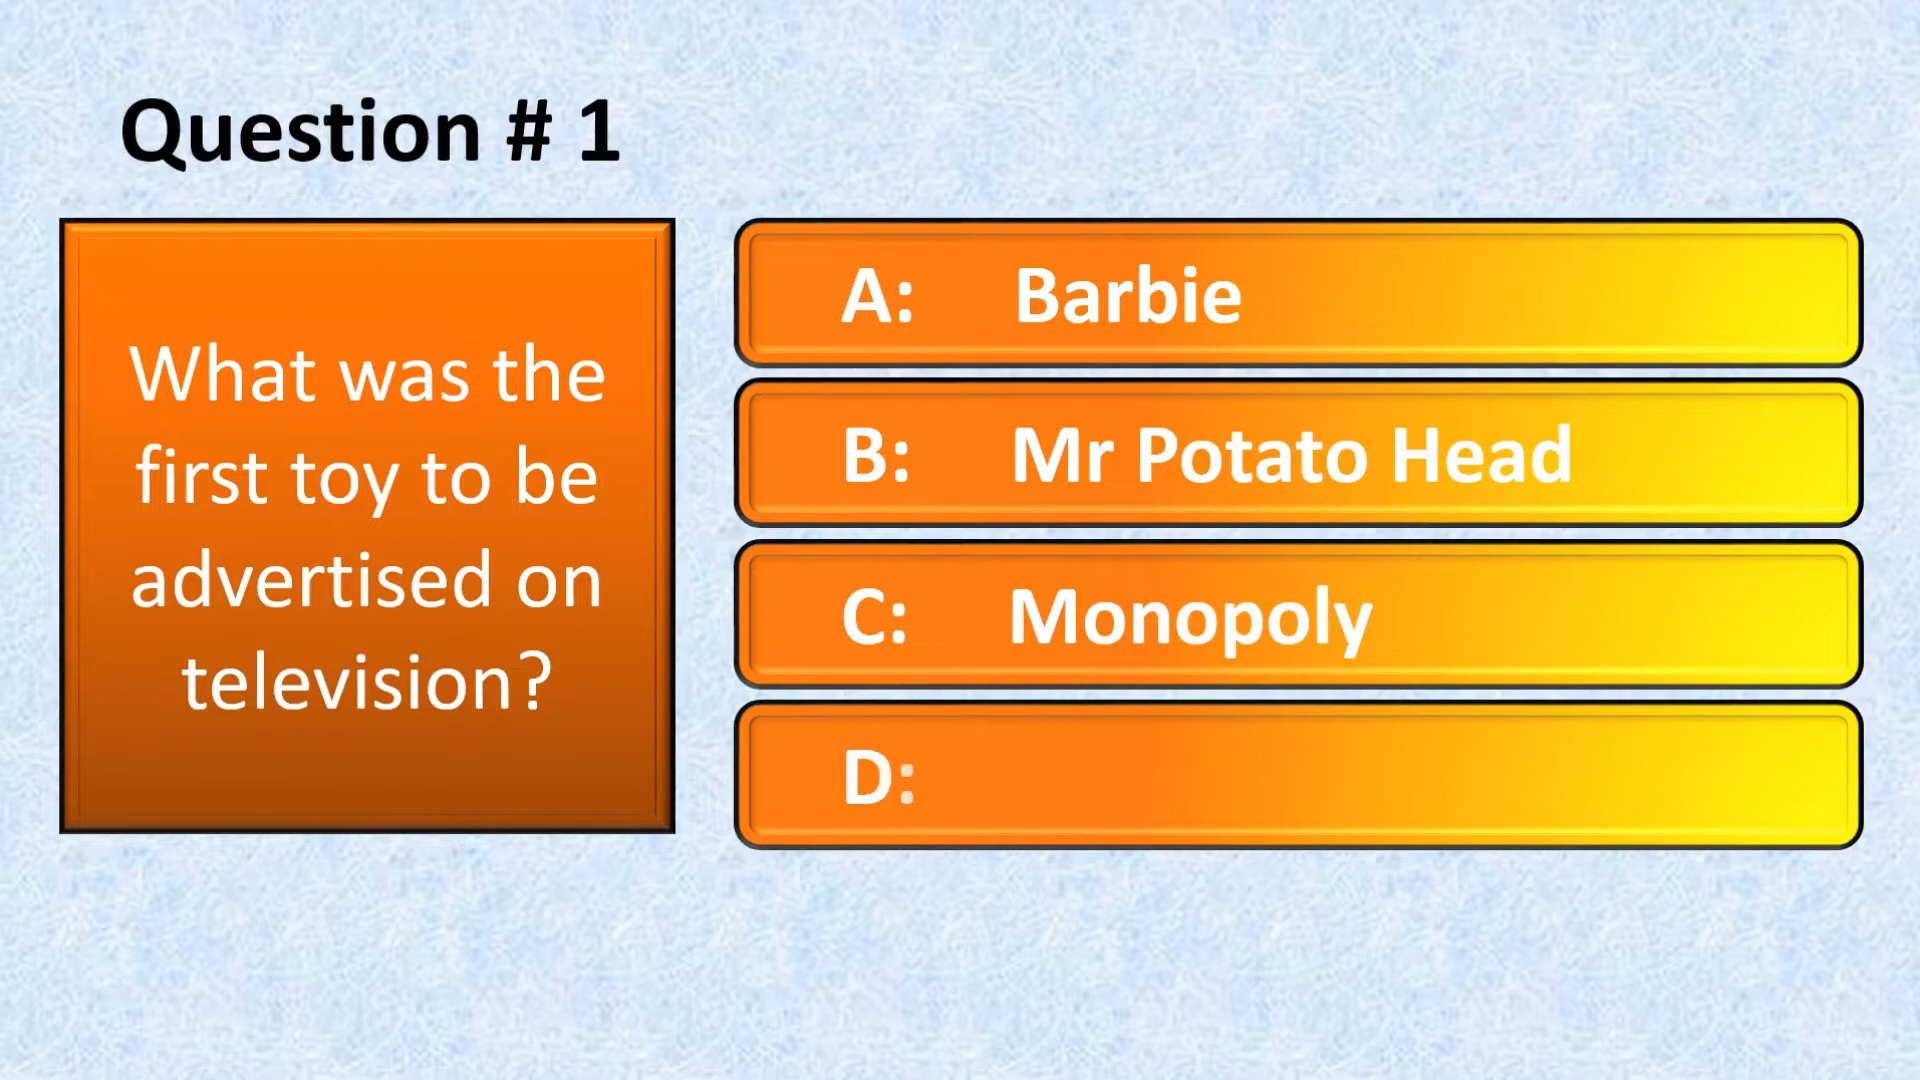 Question # 1
What was the
first toy to be
advertised on
television?
A: Barbie
B: Mr Potato Head
C: Monopoly
D: